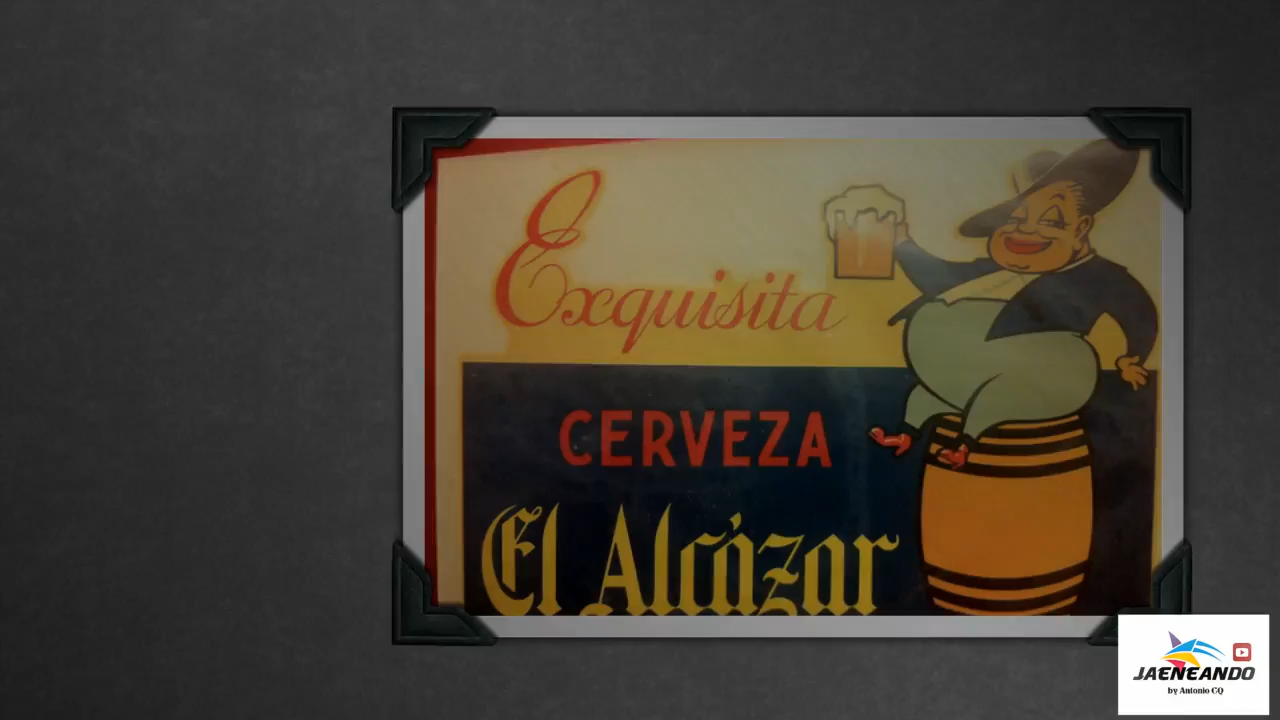 Exquisita
CERVEZA
El Alcázar
JAENEANDO
by Antonio CQ